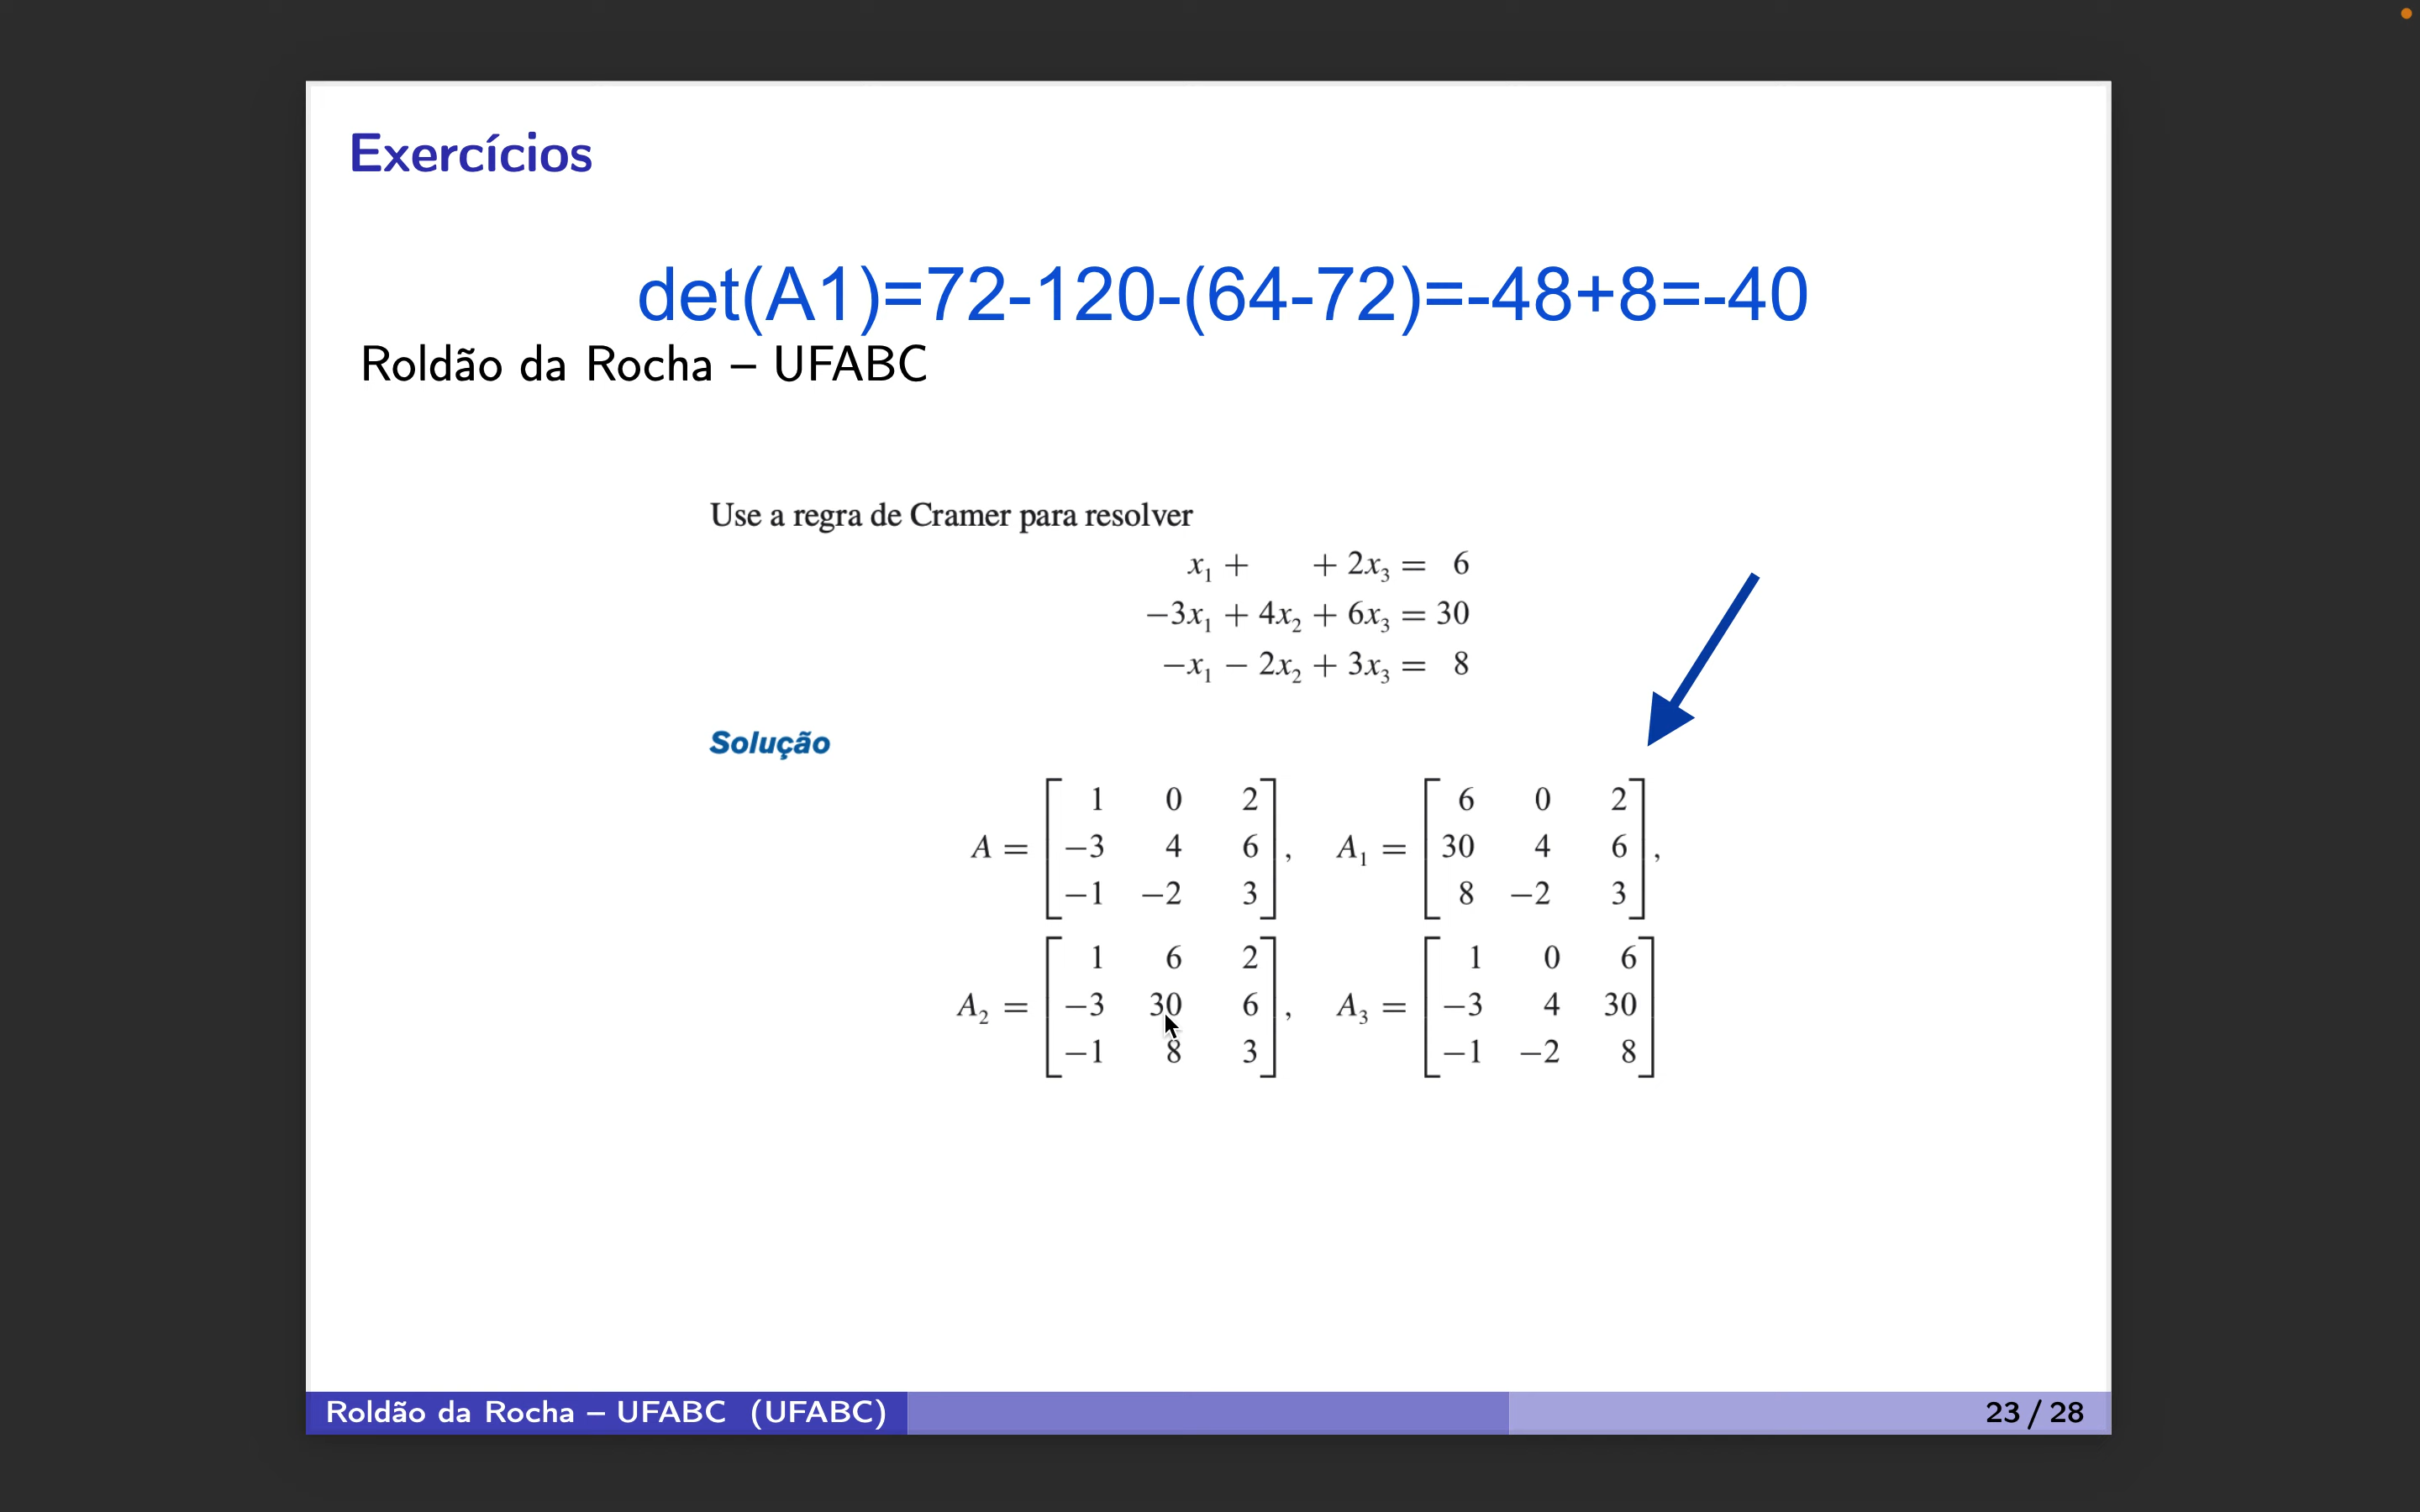 Exercícios
det(A1)=72-120-(64-72)=-48+8=-40
Roldão da Rocha – UFABC
Use a regra de Cramer para resolver
x₁ + + 2x₃ = 6
−3x₁ + 4x₂ + 6x₃ = 30
−x₁ − 2x₂ + 3x₃ = 8
Solução
A = [1 0 2; −3 4 6; −1 −2 3], A₁ = [6 0 2; 30 4 6; 8 −2 3],
A₂ = [1 6 2; −3 30 6; −1 8 3], A₃ = [1 0 6; −3 4 30; −1 −2 8]
Roldão da Rocha – UFABC (UFABC)
23 / 28